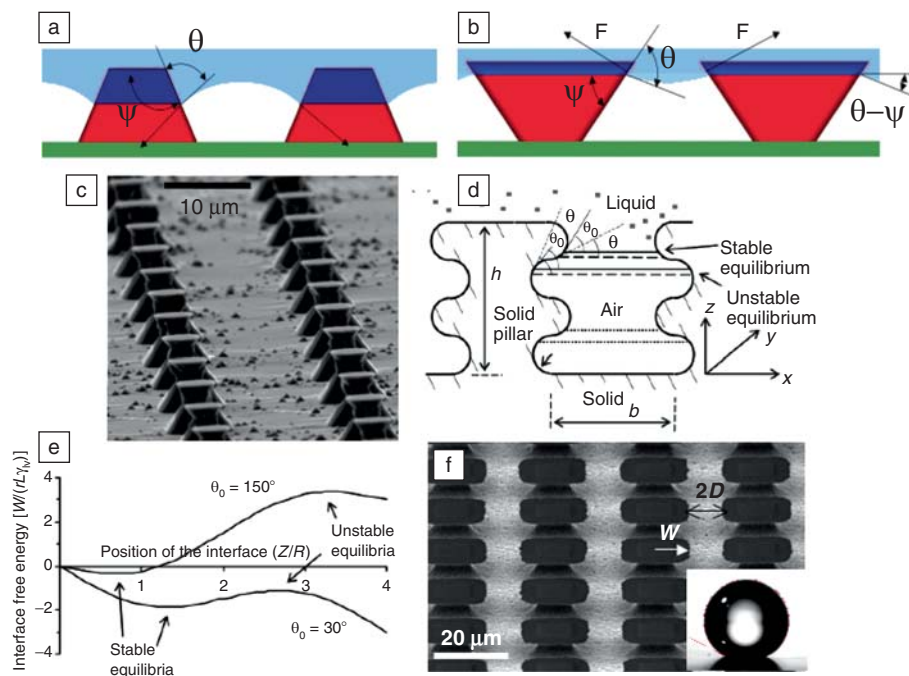 a
θ
ψ
b
F
F
θ
ψ
θ–ψ
c
10 μm
d
Liquid
θ
θ0
θ0
θ
Stable
equilibrium
h
Air
Unstable
equilibrium
Solid
pillar
z
y
x
Solid
b
e
Interface free energy [W/(rLγlv)]
4
2
0
−2
−4
θ0 = 150°
Unstable
equilibria
Position of the interface (Z/R)
1
2
3
4
Stable
equilibria
θ0 = 30°
f
2D
W
20 μm